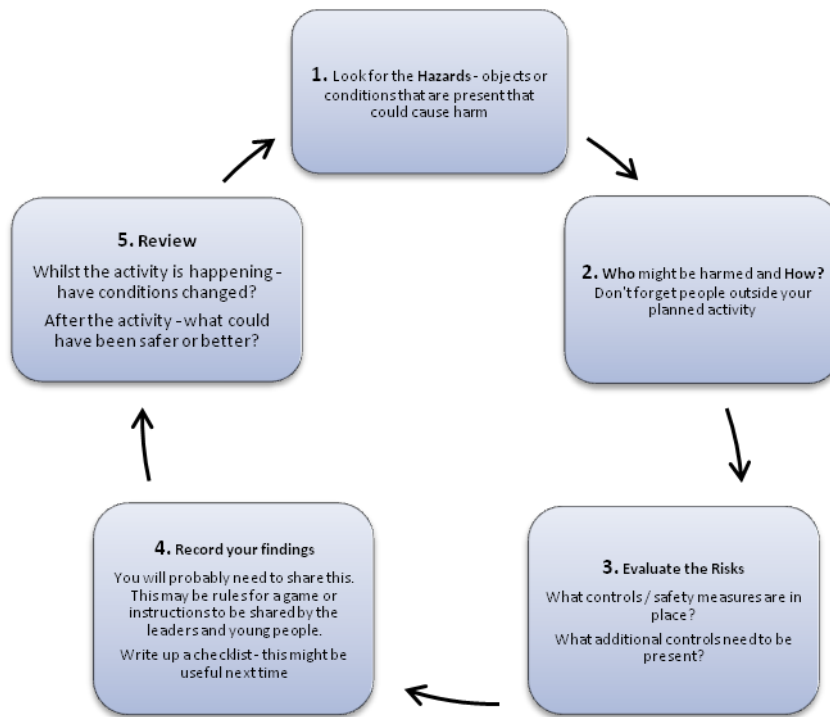 1. Look for the Hazards - objects or
conditions that are present that
could cause harm
2. Who might be harmed and How?
Don't forget people outside your
planned activity
3. Evaluate the Risks
What controls / safety measures are in
place?
What additional controls need to be
present?
4. Record your findings
You will probably need to share this.
This may be rules for a game or
instructions to be shared by the
leaders and young people.
Write up a checklist - this might be
useful next time
5. Review
Whilst the activity is happening -
have conditions changed?
After the activity - what could
have been safer or better?